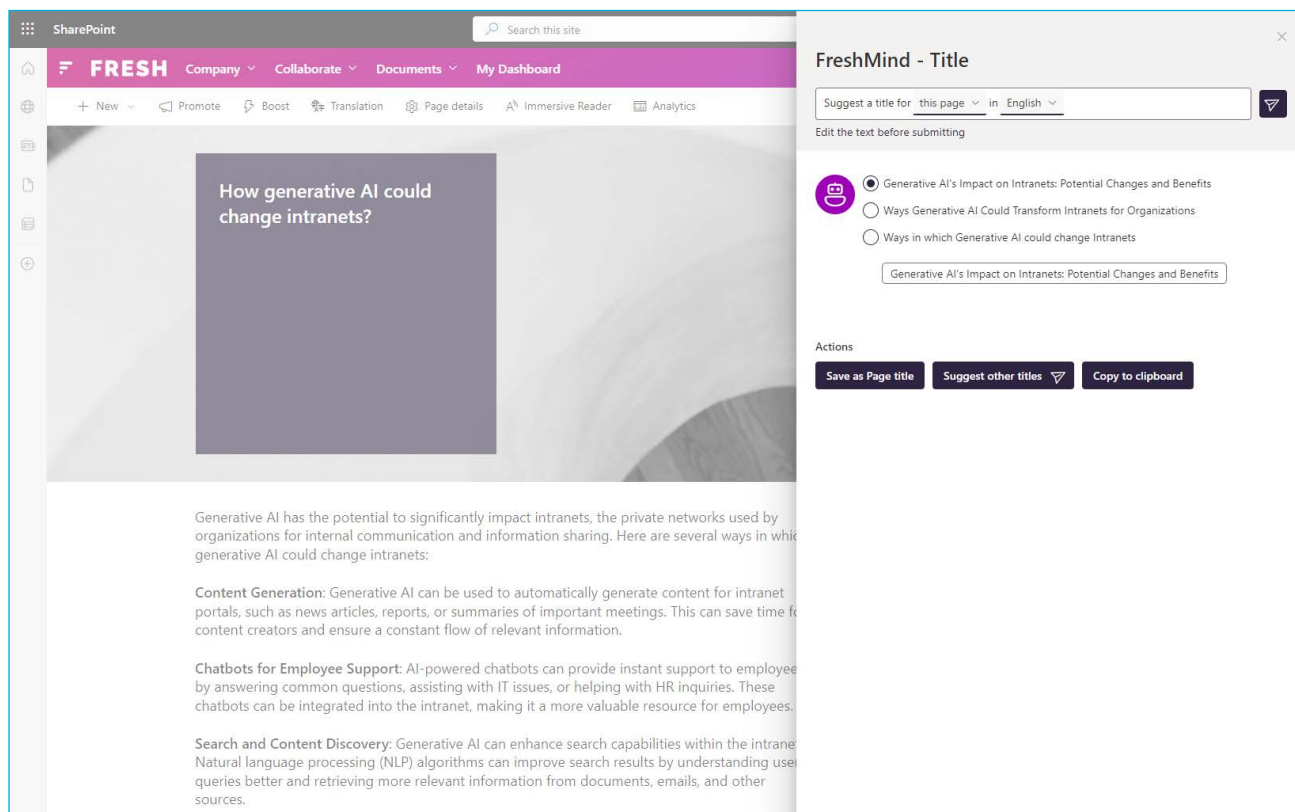 SharePoint
Search this site
FRESH Company Collaborate Documents My Dashboard
+ New Promote Boost Translation Page details Immersive Reader Analytics
How generative AI could
change intranets?
Generative AI has the potential to significantly impact intranets, the private networks used by
organizations for internal communication and information sharing. Here are several ways in
generative AI could change intranets:
Content Generation: Generative AI can be used to automatically generate content for intranet
portals, such as news articles, reports, or summaries of important meetings. This can save time
content creators and ensure a constant flow of relevant information.
Chatbots for Employee Support: AI-powered chatbots can provide instant support to employee
by answering common questions, assisting with IT issues, or helping with HR inquiries. These
chatbots can be integrated into the intranet, making it a more valuable resource for employees.
Search and Content Discovery: Generative AI can enhance search capabilities within the intrane
Natural language processing (NLP) algorithms can improve search results by understanding use
queries better and retrieving more relevant information from documents, emails, and other
sources.
FreshMind - Title
Suggest a title for this page in English
Edit the text before submitting
Generative AI's Impact on Intranets: Potential Changes and Benefits
Ways Generative AI Could Transform Intranets for Organizations
Ways in which Generative AI could change Intranets
Generative AI's Impact on Intranets: Potential Changes and Benefits
Actions
Save as Page title Suggest other titles Copy to clipboard